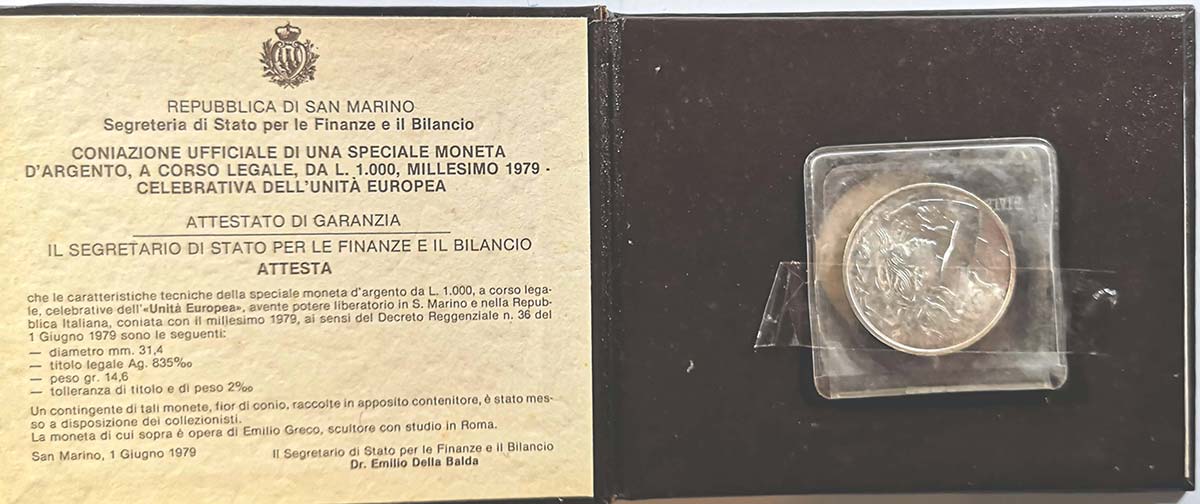 REPUBBLICA DI SAN MARINO
Segreteria di Stato per le Finanze e il Bilancio
CONIAZIONE UFFICIALE DI UNA SPECIALE MONETA
D'ARGENTO, A CORSO LEGALE, DA L. 1.000, MILLESIMO 1979 -
CELEBRATIVA DELL'UNITÀ EUROPEA
ATTESTATO DI GARANZIA
IL SEGRETARIO DI STATO PER LE FINANZE E IL BILANCIO
ATTESTA
che le caratteristiche tecniche della speciale moneta d'argento da L. 1.000, a corso lega-
le, celebrative dell'«Unità Europea», avente potere liberatorio in S. Marino e nella Repub-
blica Italiana, coniata con il millesimo 1979, ai sensi del Decreto Reggenziale n. 36 del
1 Giugno 1979 sono le seguenti:
— diametro mm. 31,4
— titolo legale Ag. 835‰
— peso gr. 14,6
— tolleranza di titolo e di peso 2‰
Un contingente di tali monete, fior di conio, raccolte in apposito contenitore, è stato mes-
so a disposizione dei collezionisti.
La moneta di cui sopra è opera di Emilio Greco, scultore con studio in Roma.
San Marino, 1 Giugno 1979 Il Segretario di Stato per le Finanze e il Bilancio
Dr. Emilio Della Balda